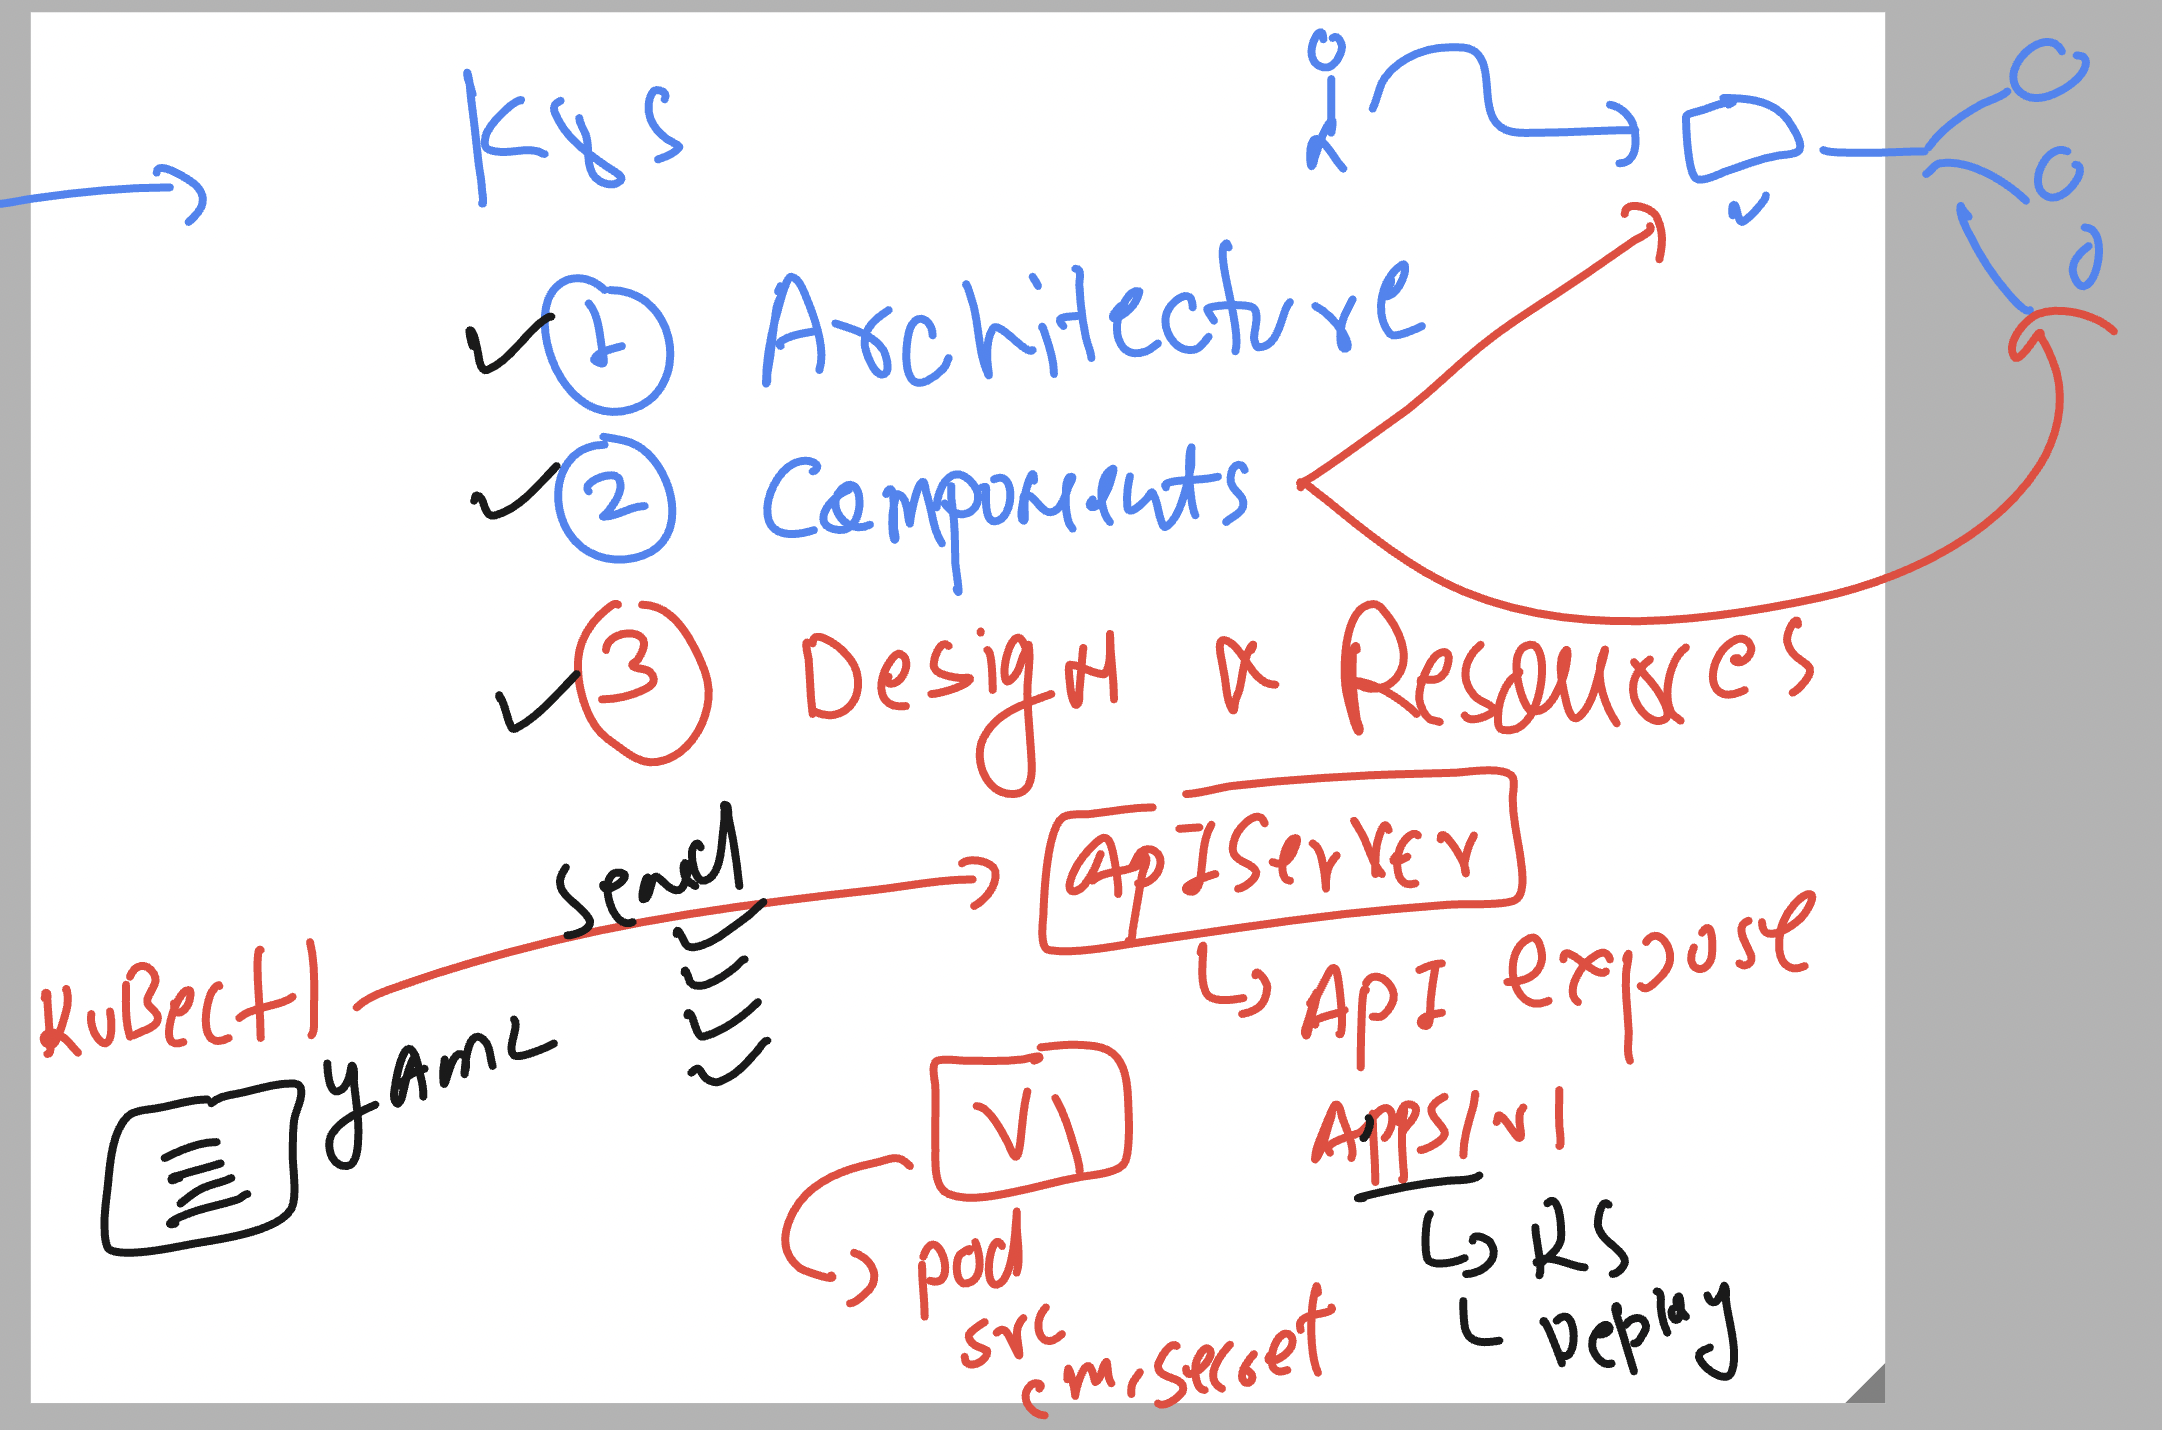 K8s
1 Architecture
2 Components
3 Design & Resources
Send
ApIServer
KuBectl
API expose
YAML
V1
Apps/v1
pod
RS
src
Deploy
cm, secret